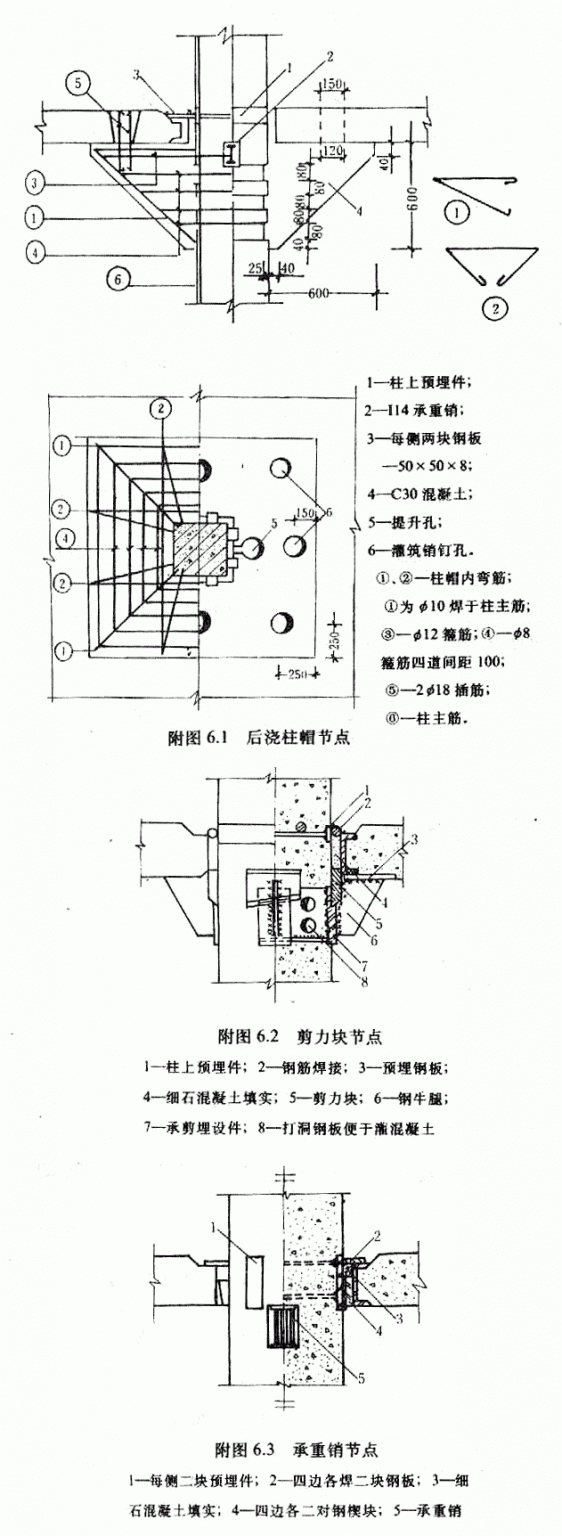 ⑤
3
1
2
150
120
40
600
80
80
80
80
80
40
4
③
①
④
⑥
25
40
600
①
②
1—柱上预埋件；
2—I14 承重销；
3—每侧两块钢板
—50×50×8；
4—C30 混凝土；
5—提升孔；
6—灌筑销钉孔．
①、②—柱帽内弯筋；
①为 ϕ10 焊于柱主筋；
③—ϕ12 箍筋；④—ϕ8
箍筋四道间距 100；
⑤—2ϕ18 插筋；
⑥—柱主筋．
②
①
②
④
②
①
150
6
5
250
250
附图 6.1 后浇柱帽节点
1
2
3
4
5
6
7
8
附图 6.2 剪力块节点
1—柱上预埋件；2—钢筋焊接；3—预埋钢板；
4—细石混凝土填实；5—剪力块；6—钢牛腿；
7—承剪埋设件；8—打洞钢板便于灌混凝土
1
2
3
4
5
附图 6.3 承重销节点
1—每侧二块预埋件；2—四边各焊二块钢板；3—细
石混凝土填实；4—四边各二对钢楔块；5—承重销